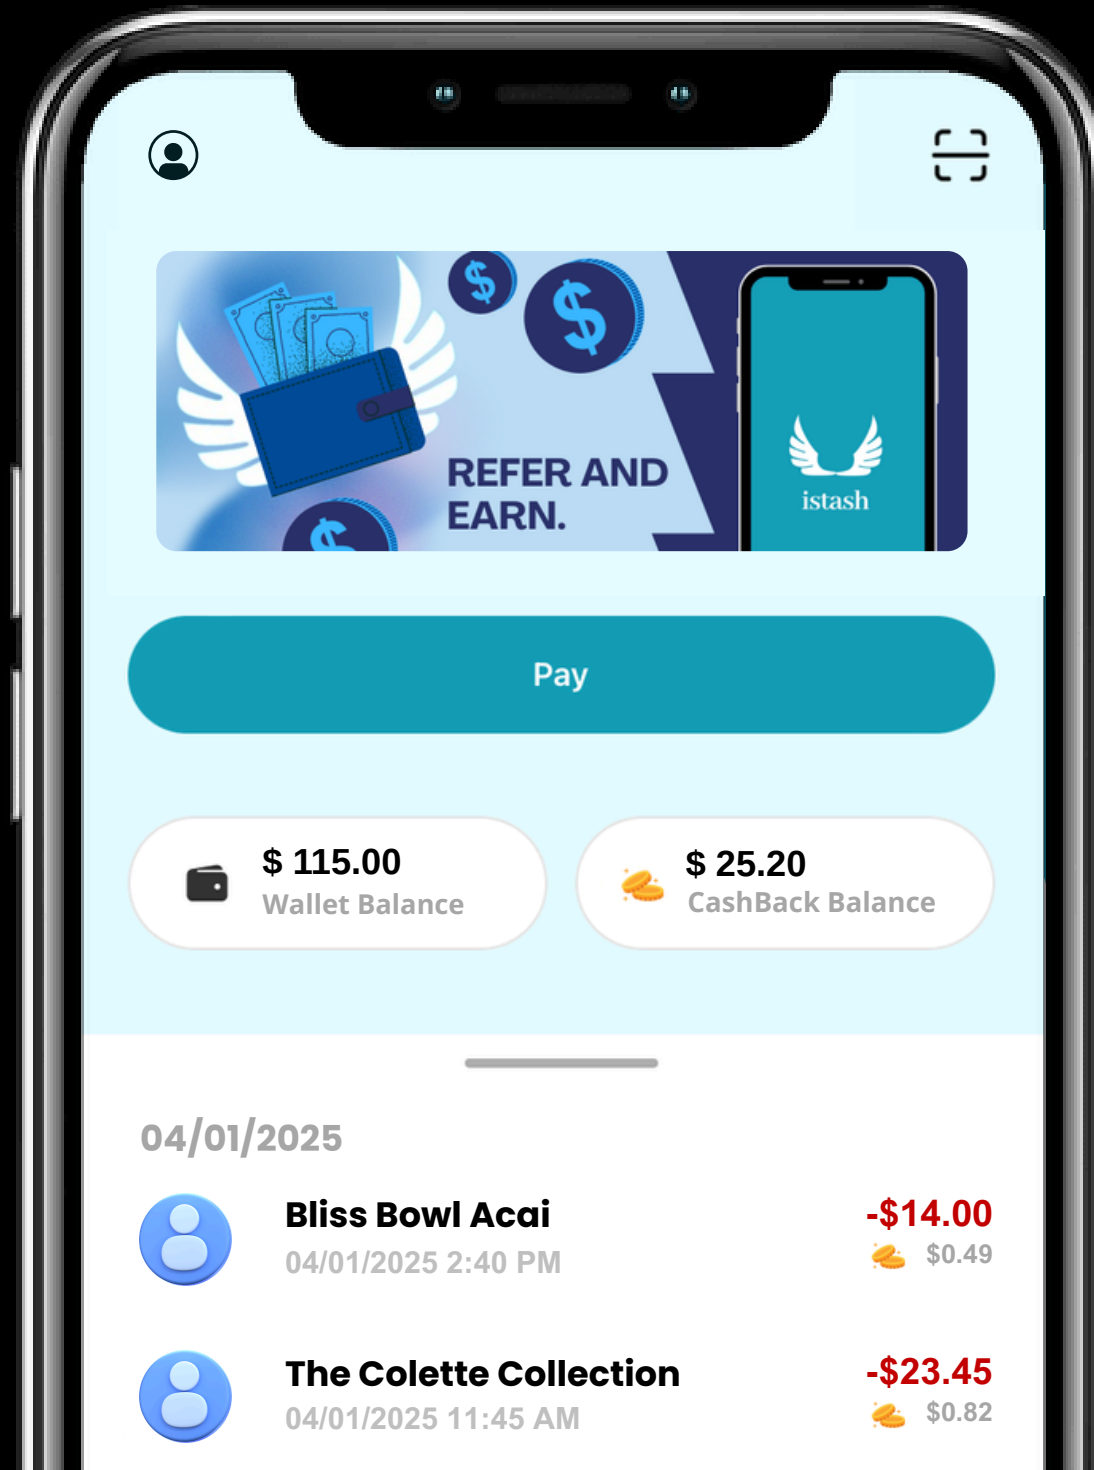 REFER AND
EARN.
istash
Pay
$ 115.00
Wallet Balance
$ 25.20
CashBack Balance
04/01/2025
Bliss Bowl Acai
-$14.00
04/01/2025 2:40 PM
$0.49
The Colette Collection
-$23.45
04/01/2025 11:45 AM
$0.82